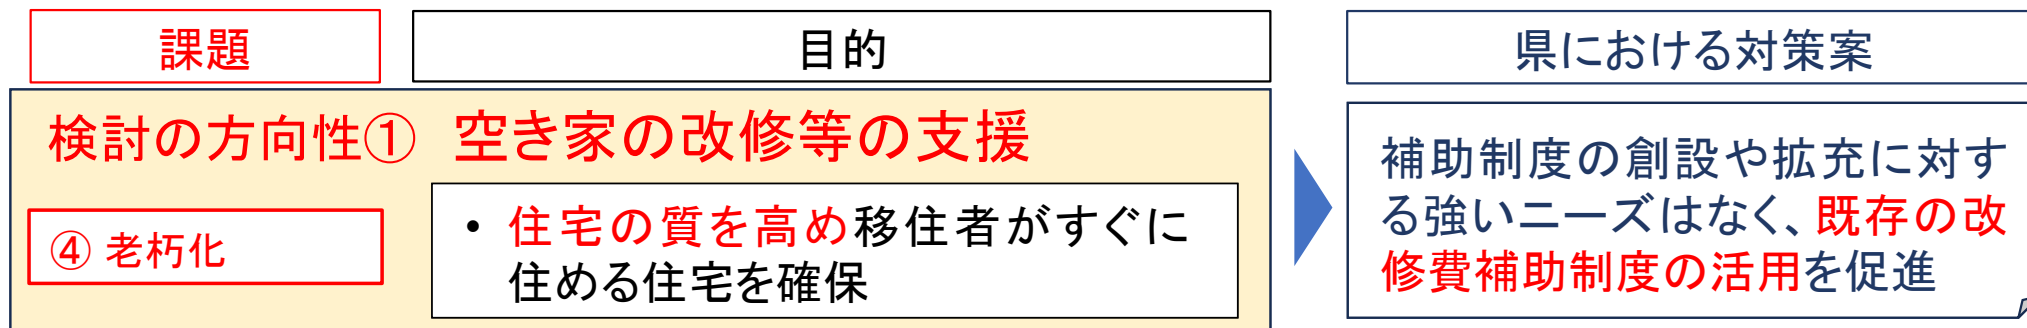 課題
目的
県における対策案
検討の方向性① 空き家の改修等の支援
④ 老朽化
• 住宅の質を高め移住者がすぐに
住める住宅を確保
補助制度の創設や拡充に対す
る強いニーズはなく、既存の改
修費補助制度の活用を促進